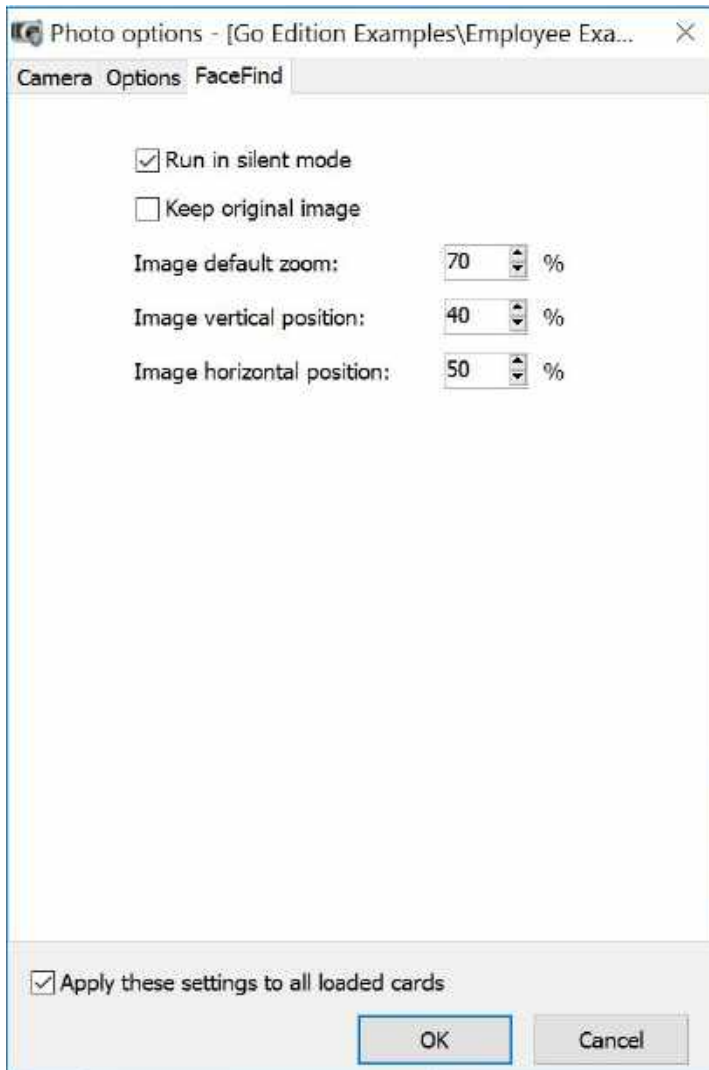 Photo options - [Go Edition Examples\Employee Exa...
Camera Options FaceFind
Run in silent mode
Keep original image
Image default zoom: 70 %
Image vertical position: 40 %
Image horizontal position: 50 %
Apply these settings to all loaded cards
OK Cancel